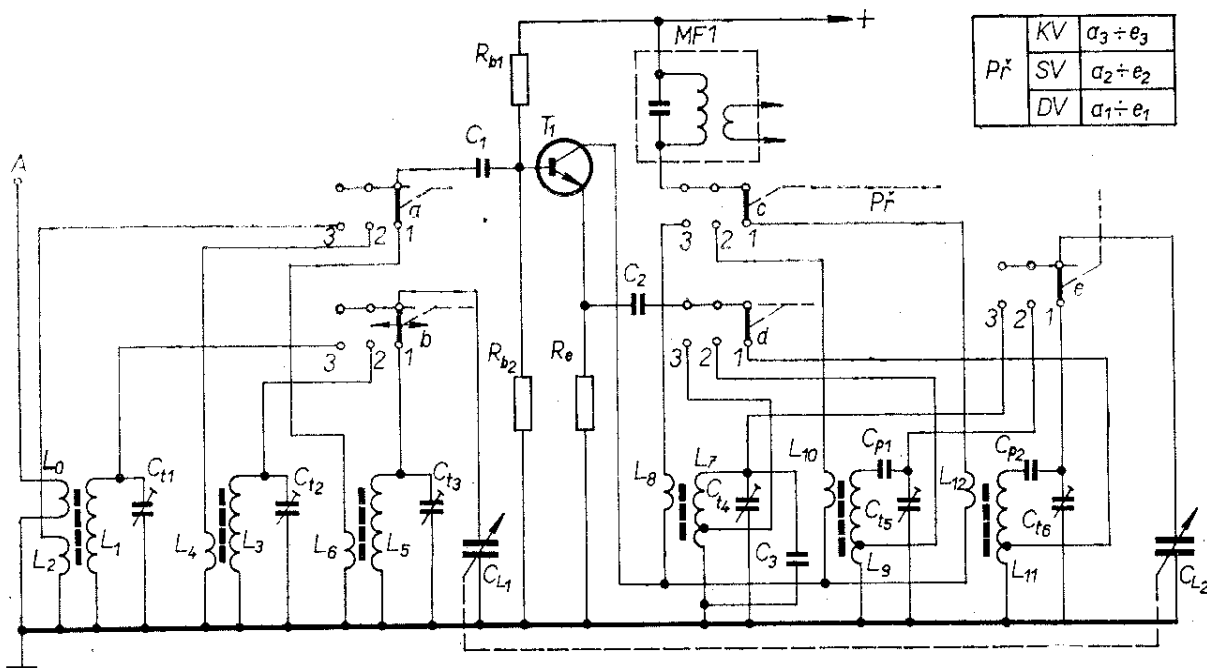 +
MF1
Př KV a3÷e3
SV a2÷e2
DV a1÷e1
Rb1
T1
C1
A
a
3 2 1
c
Př
3 2 1
C2
e
3 2 1
b
3 2 1
d
3 2 1
Rb2
Re
L0
Ct1
Ct2
Ct3
L8
L7
Ct4
L10
Cp1
Ct5
L12
Cp2
Ct6
L2
L1
L4
L3
L6
L5
CL1
C3
L9
L11
CL2